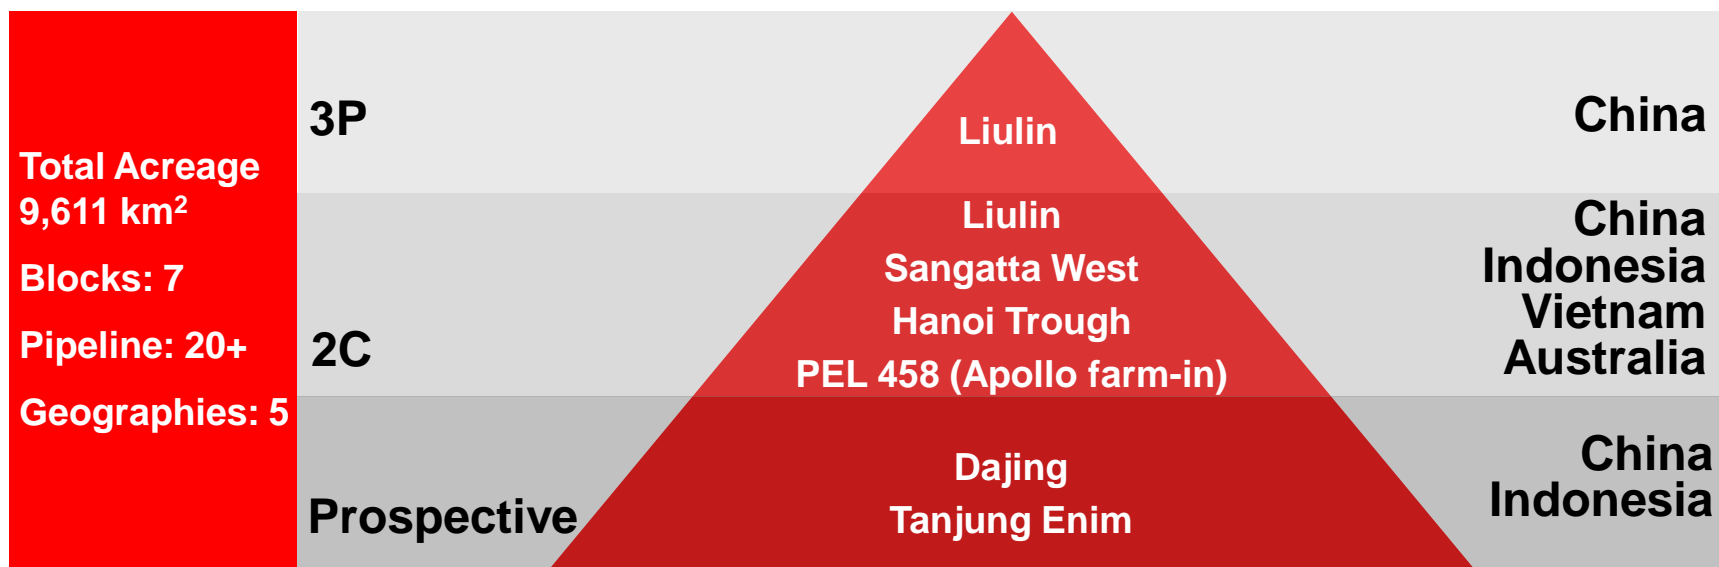 Total Acreage
9,611 km²
Blocks: 7
Pipeline: 20+
Geographies: 5
3P
Liulin
China
2C
Liulin
Sangatta West
Hanoi Trough
PEL 458 (Apollo farm-in)
China
Indonesia
Vietnam
Australia
Prospective
Dajing
Tanjung Enim
China
Indonesia